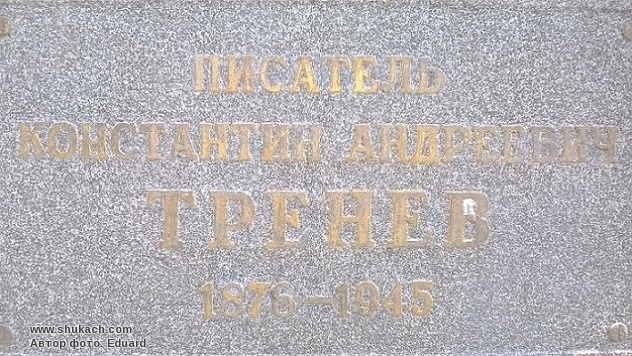 ПИСАТЕЛЬ
КОНСТАНТИН АНДРЕЕВИЧ
ТРЕНЕВ
1876-1945
www.shukach.com
Автор фото: Eduard